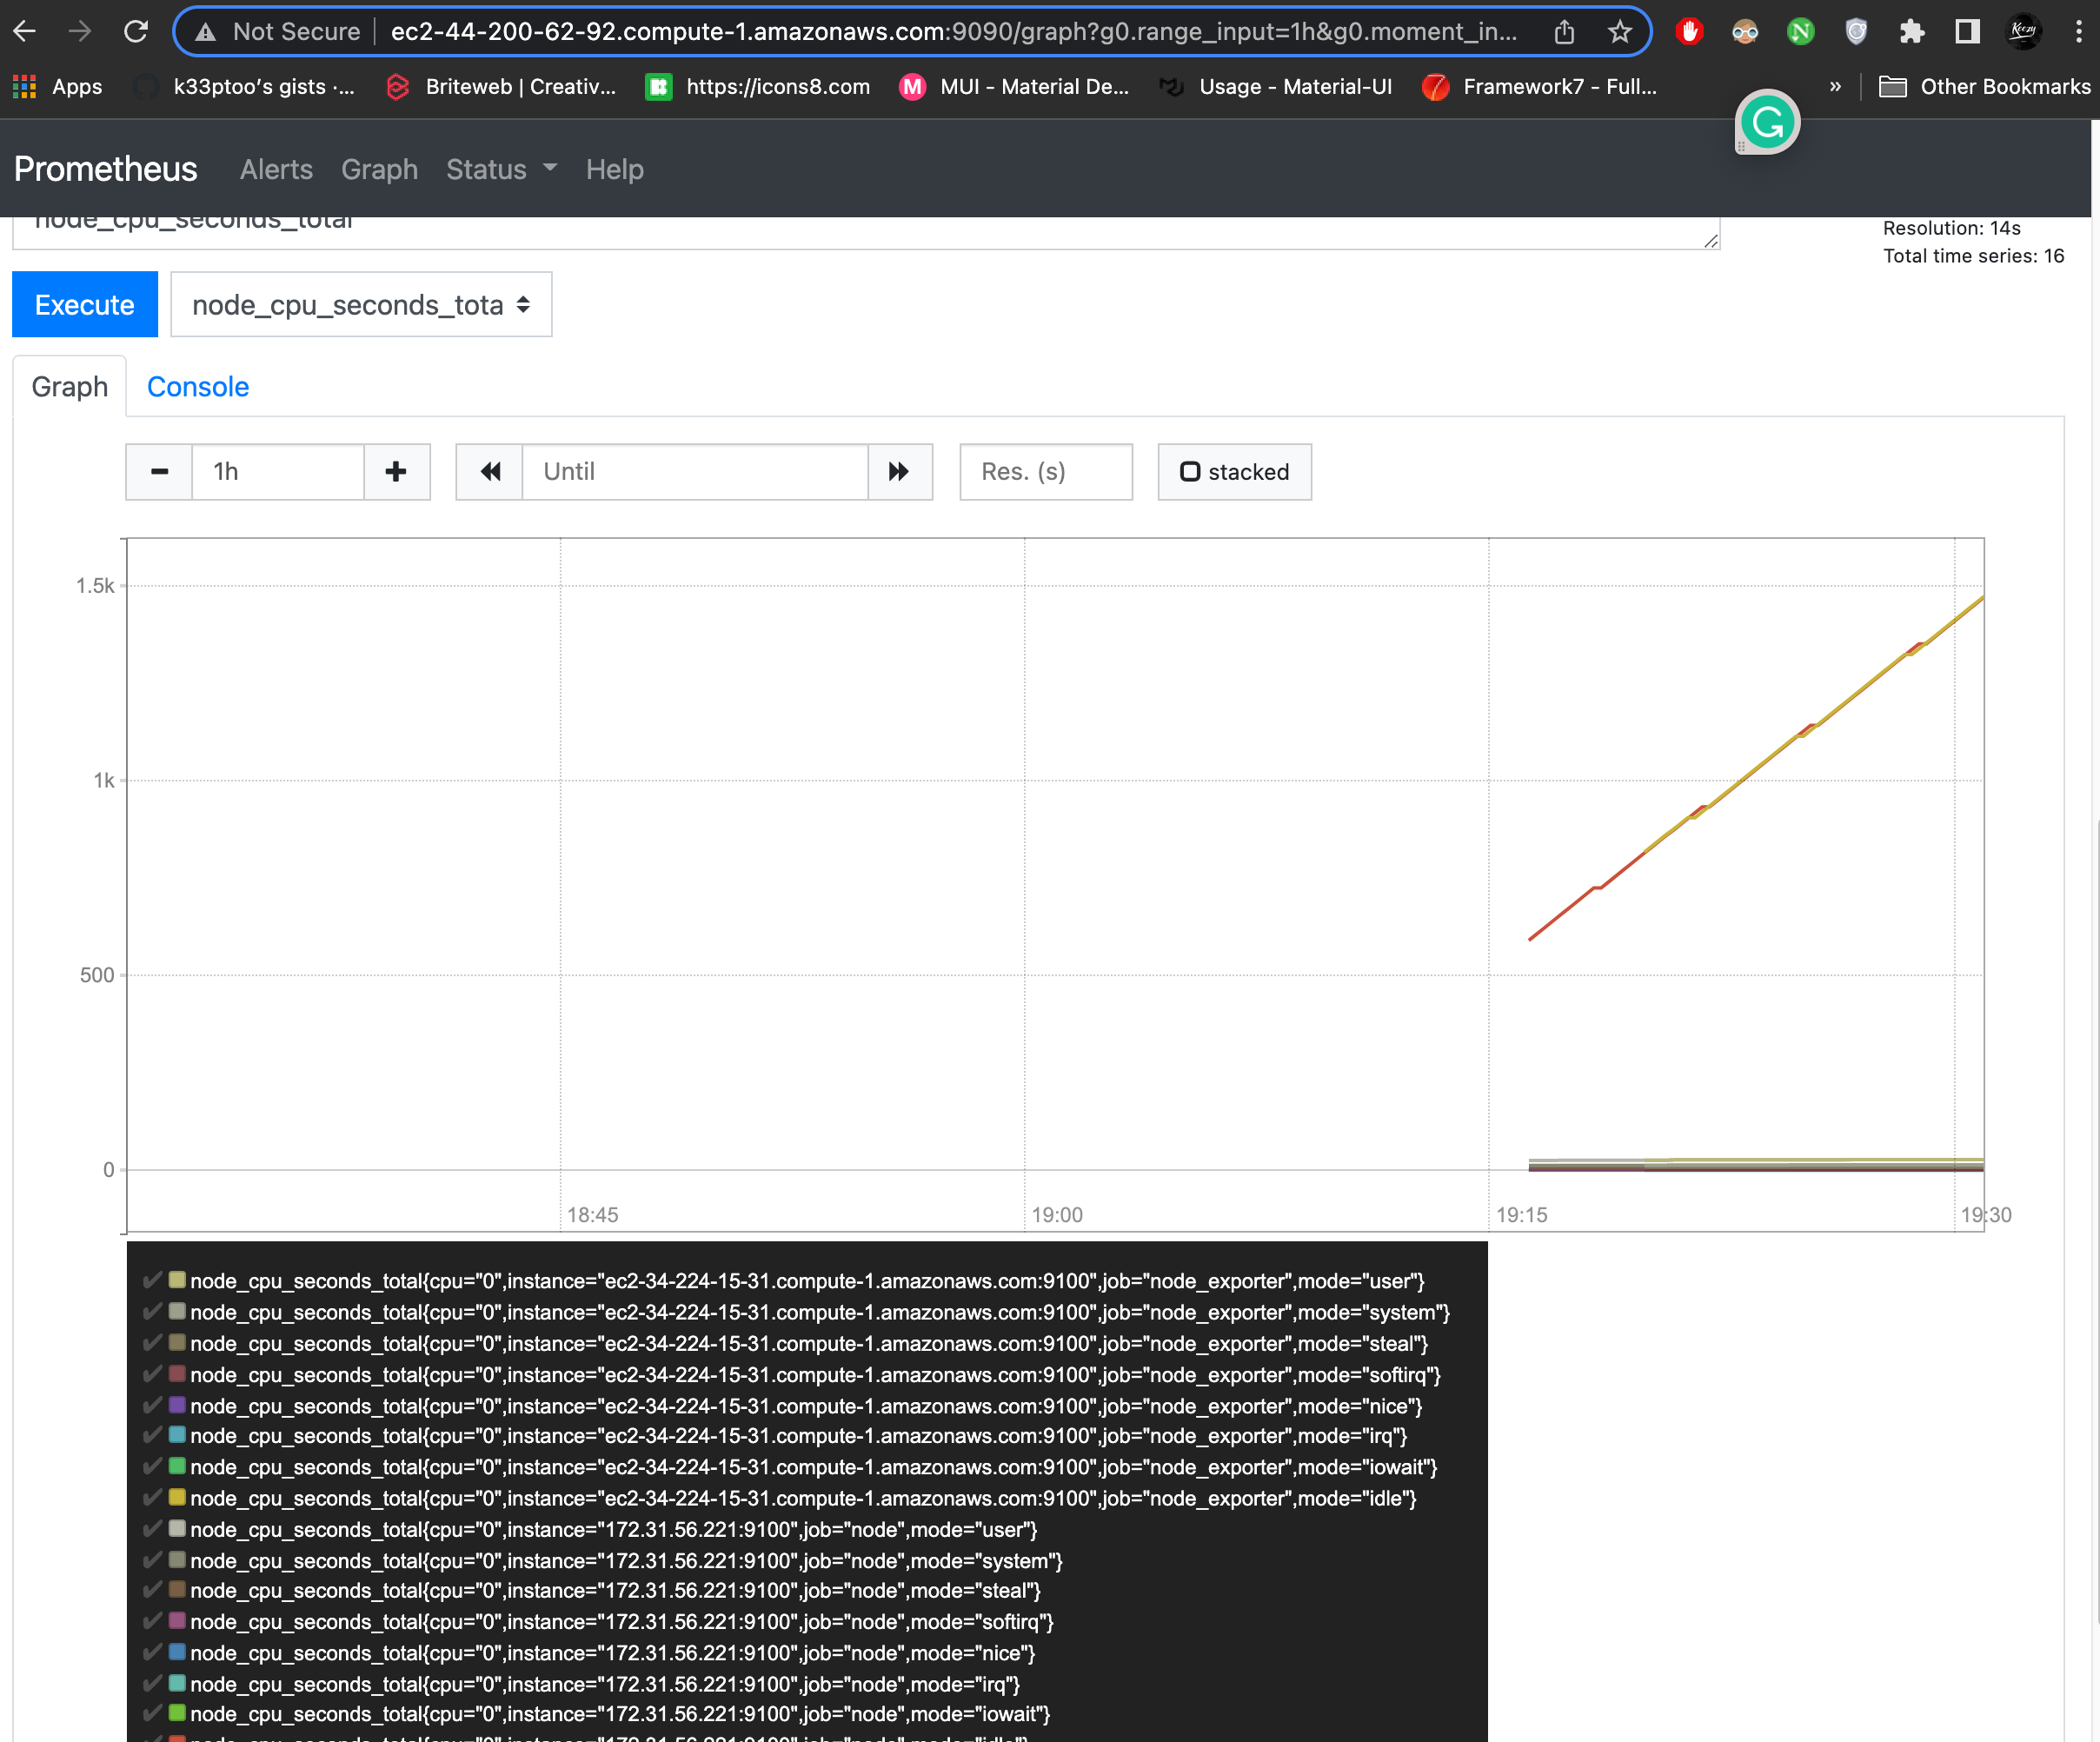 Not Secure ec2-44-200-62-92.compute-1.amazonaws.com:9090/graph?g0.range_input=1h&g0.moment_in...
Apps k33ptoo's gists ·... Briteweb | Creativ... https://icons8.com MUI - Material De... Usage - Material-UI Framework7 - Full... » Other Bookmarks
Prometheus Alerts Graph Status Help
node_cpu_seconds_total
Resolution: 14s
Total time series: 16
Execute node_cpu_seconds_tota
Graph Console
1h Until Res. (s) stacked
1.5k
1k
500
0
18:45 19:00 19:15 19:30
node_cpu_seconds_total{cpu="0",instance="ec2-34-224-15-31.compute-1.amazonaws.com:9100",job="node_exporter",mode="user"}
node_cpu_seconds_total{cpu="0",instance="ec2-34-224-15-31.compute-1.amazonaws.com:9100",job="node_exporter",mode="system"}
node_cpu_seconds_total{cpu="0",instance="ec2-34-224-15-31.compute-1.amazonaws.com:9100",job="node_exporter",mode="steal"}
node_cpu_seconds_total{cpu="0",instance="ec2-34-224-15-31.compute-1.amazonaws.com:9100",job="node_exporter",mode="softirq"}
node_cpu_seconds_total{cpu="0",instance="ec2-34-224-15-31.compute-1.amazonaws.com:9100",job="node_exporter",mode="nice"}
node_cpu_seconds_total{cpu="0",instance="ec2-34-224-15-31.compute-1.amazonaws.com:9100",job="node_exporter",mode="irq"}
node_cpu_seconds_total{cpu="0",instance="ec2-34-224-15-31.compute-1.amazonaws.com:9100",job="node_exporter",mode="iowait"}
node_cpu_seconds_total{cpu="0",instance="ec2-34-224-15-31.compute-1.amazonaws.com:9100",job="node_exporter",mode="idle"}
node_cpu_seconds_total{cpu="0",instance="172.31.56.221:9100",job="node",mode="user"}
node_cpu_seconds_total{cpu="0",instance="172.31.56.221:9100",job="node",mode="system"}
node_cpu_seconds_total{cpu="0",instance="172.31.56.221:9100",job="node",mode="steal"}
node_cpu_seconds_total{cpu="0",instance="172.31.56.221:9100",job="node",mode="softirq"}
node_cpu_seconds_total{cpu="0",instance="172.31.56.221:9100",job="node",mode="nice"}
node_cpu_seconds_total{cpu="0",instance="172.31.56.221:9100",job="node",mode="irq"}
node_cpu_seconds_total{cpu="0",instance="172.31.56.221:9100",job="node",mode="iowait"}
node_cpu_seconds_total{cpu="0",instance="172.31.56.221:9100",job="node",mode="idle"}